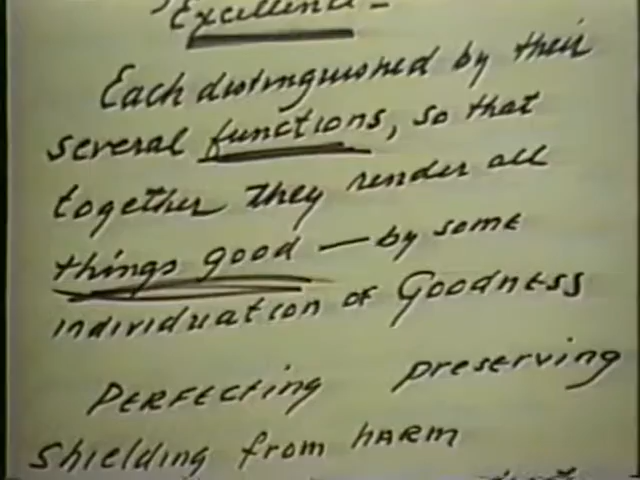 Excellence —
Each distinguished by their
several functions, so that
together they render all
things good — by some
individuation of Goodness
PERFECTing preserving
Shielding from hARM